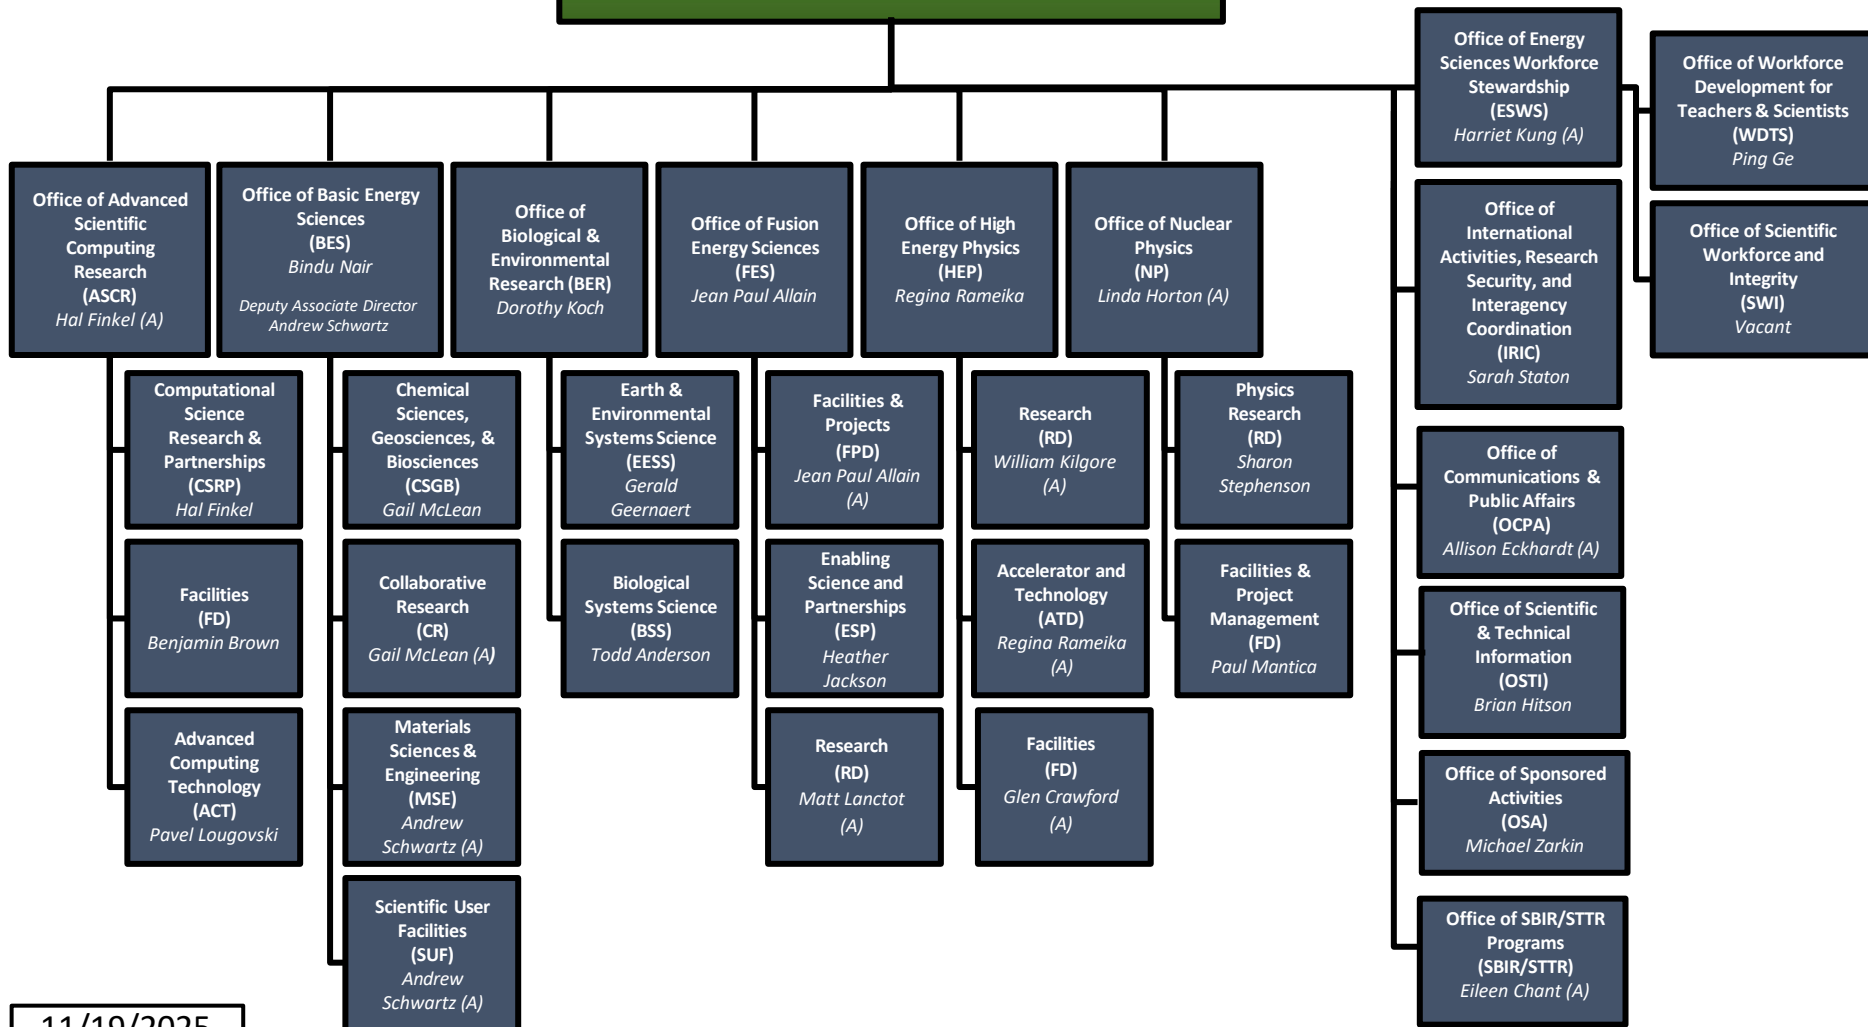 Office of Energy
Sciences Workforce
Stewardship
(ESWS)
Harriet Kung (A)
Office of Workforce
Development for
Teachers & Scientists
(WDTS)
Ping Ge
Office of Advanced
Scientific
Computing
Research
(ASCR)
Hal Finkel (A)
Office of Basic Energy
Sciences
(BES)
Bindu Nair
Deputy Associate Director
Andrew Schwartz
Office of
Biological &
Environmental
Research (BER)
Dorothy Koch
Office of Fusion
Energy Sciences
(FES)
Jean Paul Allain
Office of High
Energy Physics
(HEP)
Regina Rameika
Office of Nuclear
Physics
(NP)
Linda Horton (A)
Office of
International
Activities, Research
Security, and
Interagency
Coordination
(IRIC)
Sarah Staton
Office of Scientific
Workforce and
Integrity
(SWI)
Vacant
Computational
Science
Research &
Partnerships
(CSRP)
Hal Finkel
Chemical
Sciences,
Geosciences, &
Biosciences
(CSGB)
Gail McLean
Earth &
Environmental
Systems Science
(EESS)
Gerald
Geernaert
Facilities &
Projects
(FPD)
Jean Paul Allain
(A)
Research
(RD)
William Kilgore
(A)
Physics
Research
(RD)
Sharon
Stephenson
Office of
Communications &
Public Affairs
(OCPA)
Allison Eckhardt (A)
Facilities
(FD)
Benjamin Brown
Collaborative
Research
(CR)
Gail McLean (A)
Biological
Systems Science
(BSS)
Todd Anderson
Enabling
Science and
Partnerships
(ESP)
Heather
Jackson
Accelerator and
Technology
(ATD)
Regina Rameika
(A)
Facilities &
Project
Management
(FD)
Paul Mantica
Office of Scientific
& Technical
Information
(OSTI)
Brian Hitson
Advanced
Computing
Technology
(ACT)
Pavel Lougovski
Materials
Sciences &
Engineering
(MSE)
Andrew
Schwartz (A)
Research
(RD)
Matt Lanctot
(A)
Facilities
(FD)
Glen Crawford
(A)
Office of Sponsored
Activities
(OSA)
Michael Zarkin
Scientific User
Facilities
(SUF)
Andrew
Schwartz (A)
Office of SBIR/STTR
Programs
(SBIR/STTR)
Eileen Chant (A)
11/19/2025